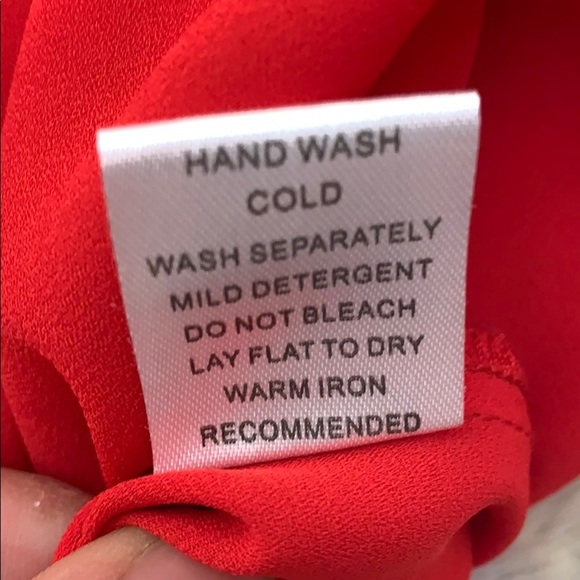 HAND WASH
COLD
WASH SEPARATELY
MILD DETERGENT
DO NOT BLEACH
LAY FLAT TO DRY
WARM IRON
RECOMMENDED